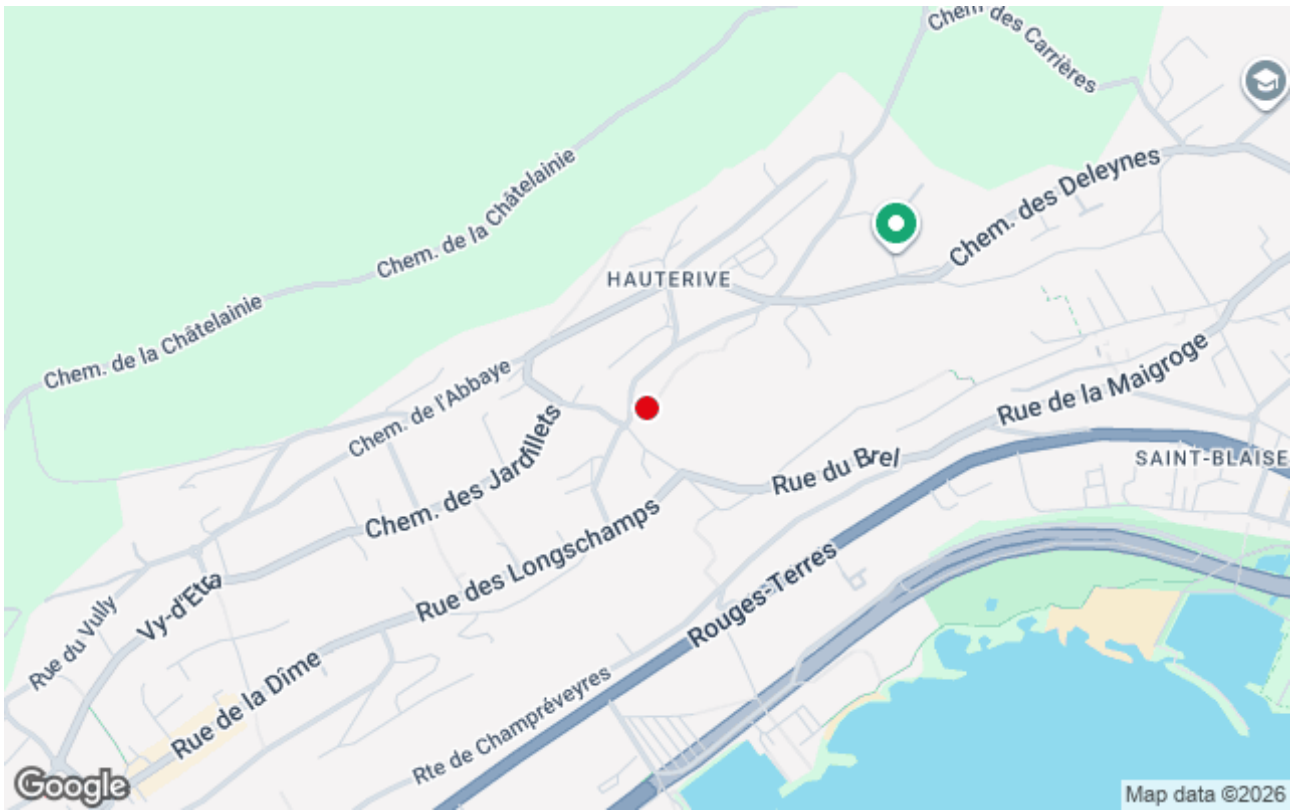 Chem. des Carrières
Chem. des Deleynes
Chem. de la Châtelainie
HAUTERIVE
Chem. de la Châtelainie
Chem. de l'Abbaye
Rue de la Maigroge
Chem. des Jardillets
Rue du Brel
SAINT-BLAISE
Rue des Longschamps
Rouges-Terres
Vy-d'Etra
Rue du Vully
Rue de la Dîme
Rte de Champréveyres
Google
Map data ©2026